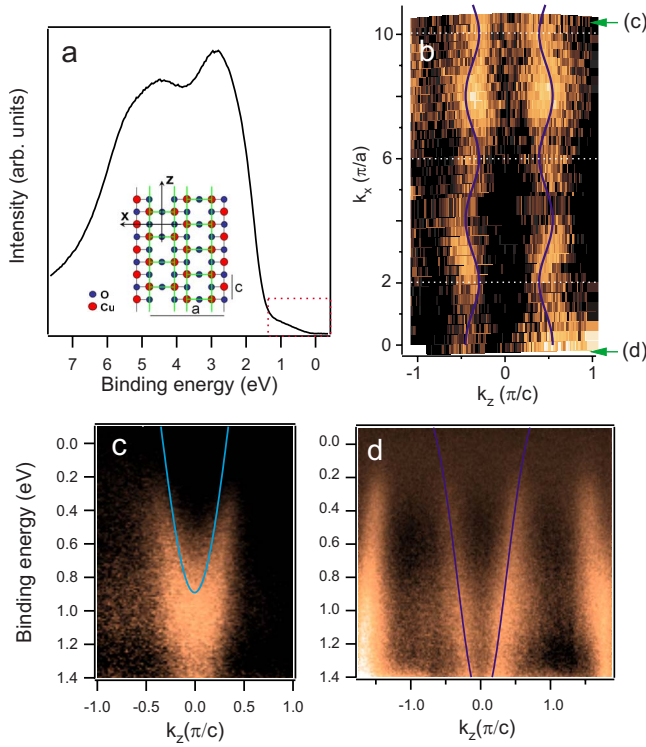 a
Intensity (arb. units)
z
x
c
a
O
Cu
7 6 5 4 3 2 1 0
Binding energy (eV)
b
(c)
10
6
2
0
k_x (π/a)
(d)
-1 0 1
k_z (π/c)
c
0.0
0.2
0.4
0.6
0.8
1.0
1.2
1.4
Binding energy (eV)
-1.0 -0.5 0.0 0.5 1.0
k_z(π/c)
d
0.0
0.2
0.4
0.6
0.8
1.0
1.2
1.4
-1.0 0.0 1.0
k_z(π/c)